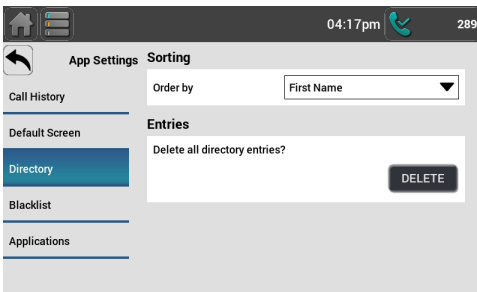 04:17pm 289
App Settings
Call History
Default Screen
Directory
Blacklist
Applications
Sorting
Order by First Name
Entries
Delete all directory entries?
DELETE